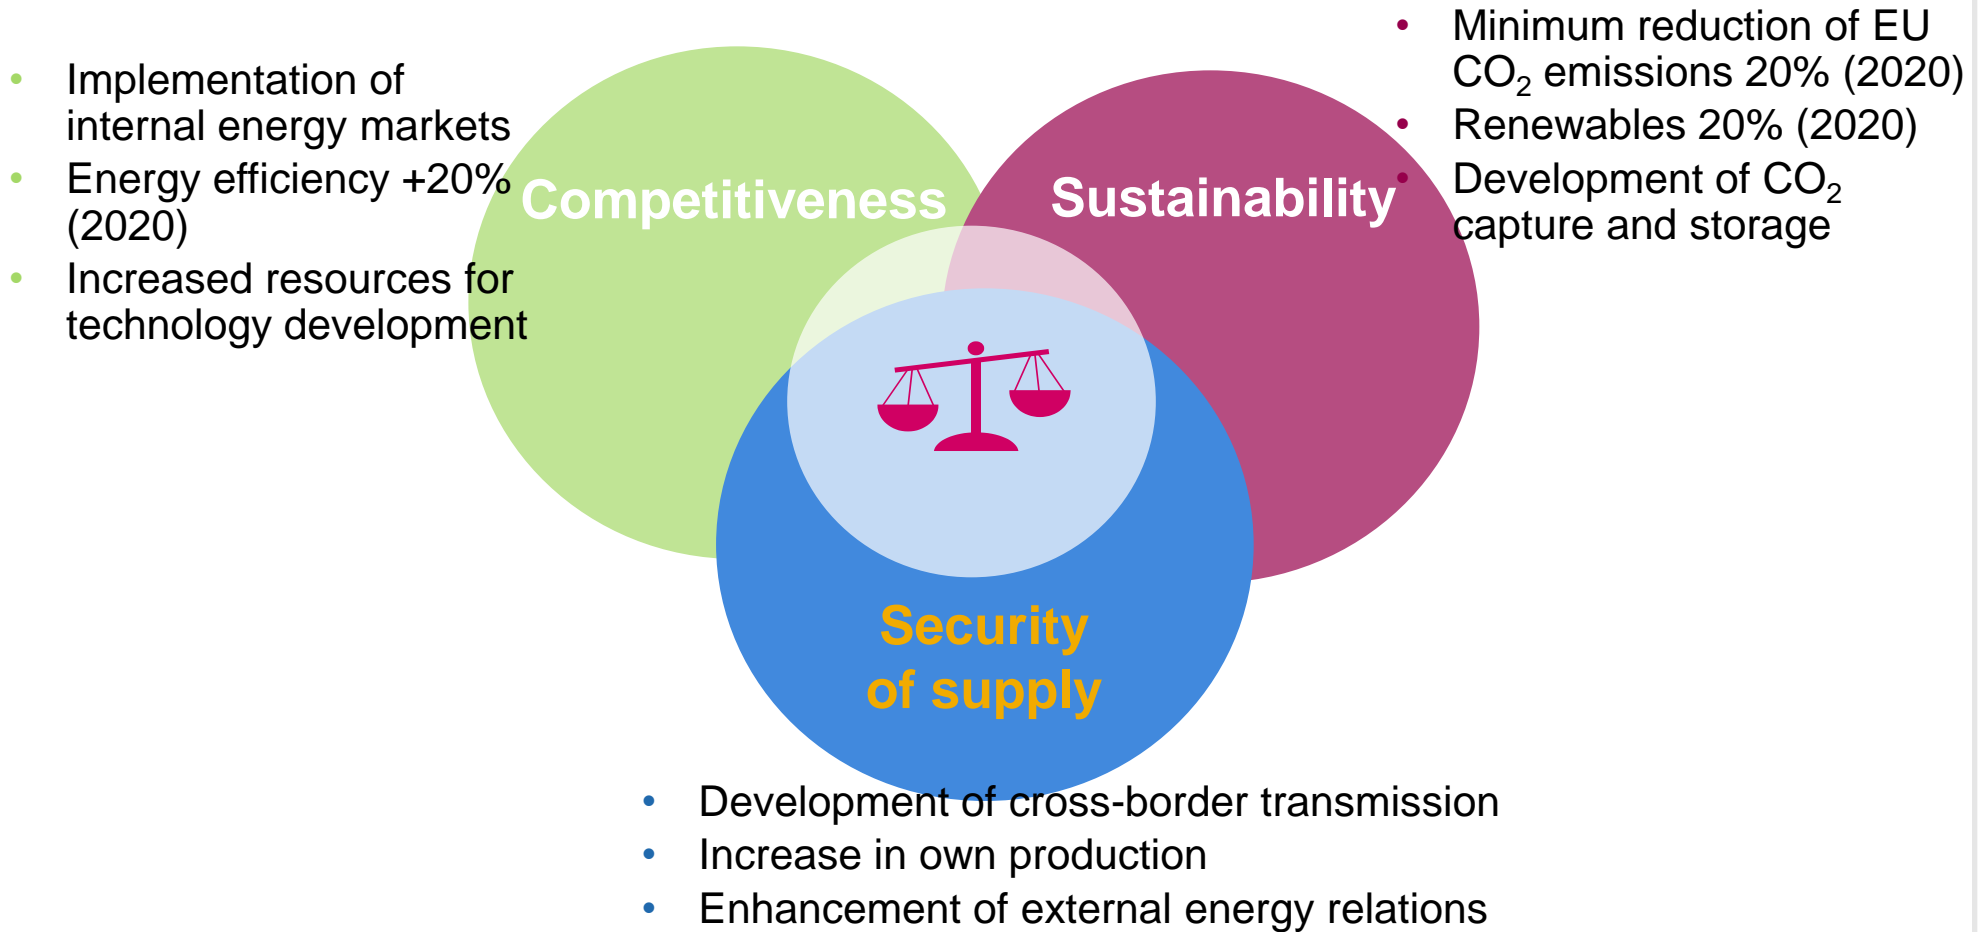 • Implementation of
internal energy markets
• Energy efficiency +20%
(2020)
• Increased resources for
technology development
Competitiveness
Sustainability
• Minimum reduction of EU
CO₂ emissions 20% (2020)
• Renewables 20% (2020)
• Development of CO₂
capture and storage
Security
of supply
• Development of cross-border transmission
• Increase in own production
• Enhancement of external energy relations